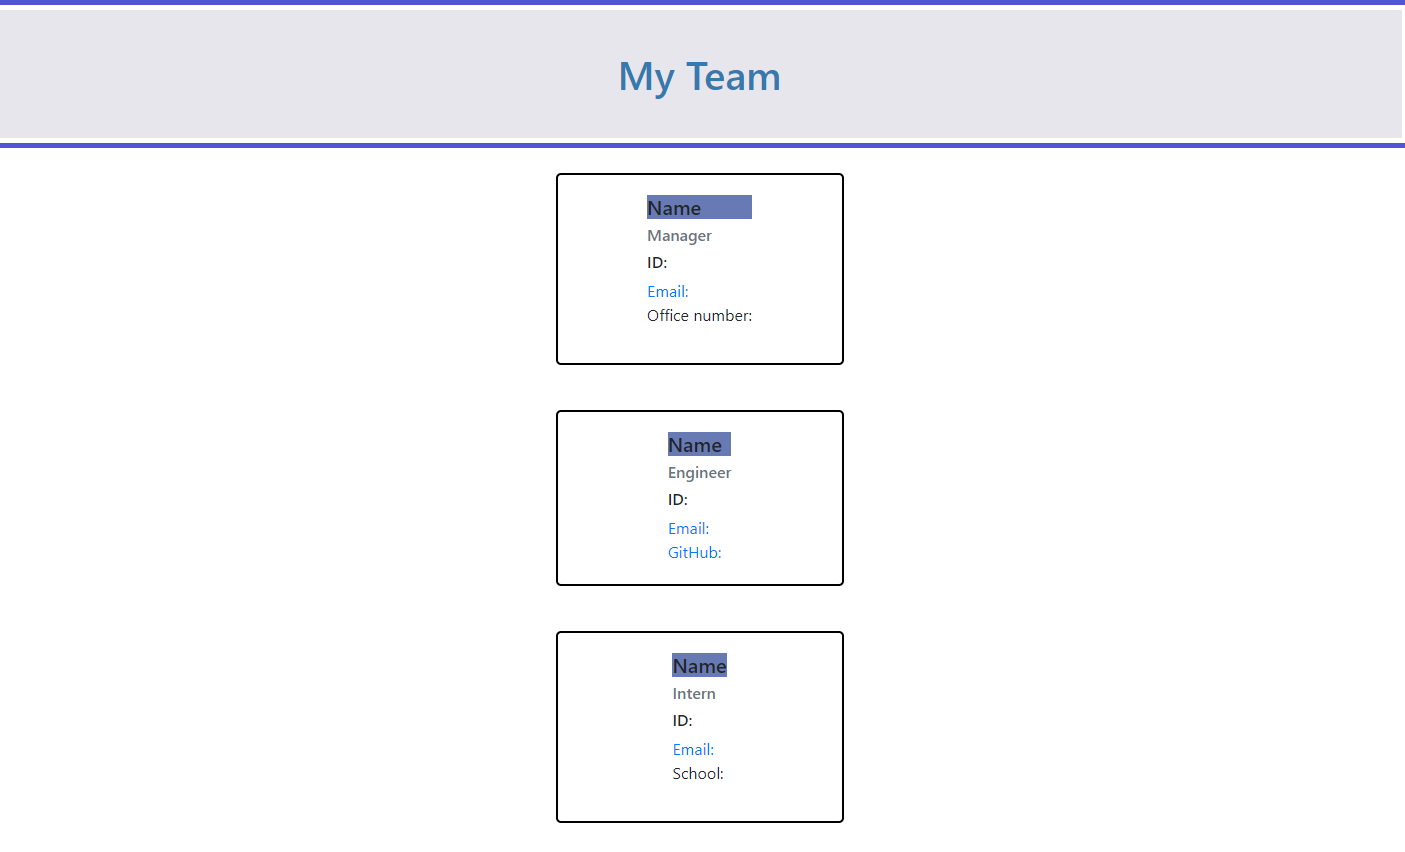 My Team
Name
Manager
ID:
Email:
Office number:
Name
Engineer
ID:
Email:
GitHub:
Name
Intern
ID:
Email:
School: